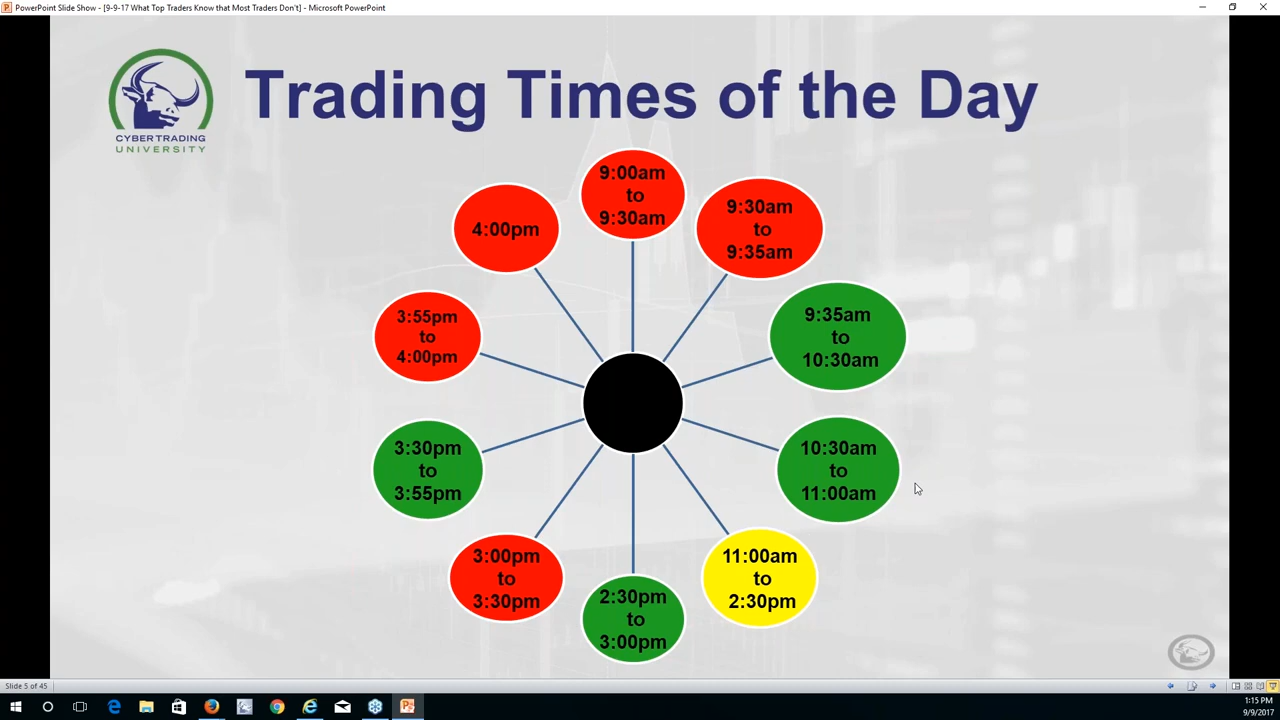 PowerPoint Slide Show - [9-9-17 What Top Traders Know that Most Traders Don't] - Microsoft PowerPoint
Trading Times of the Day
CYBERTRADING
UNIVERSITY
9:00am
to
9:30am
9:30am
to
9:35am
9:35am
to
10:30am
10:30am
to
11:00am
11:00am
to
2:30pm
2:30pm
to
3:00pm
3:00pm
to
3:30pm
3:30pm
to
3:55pm
3:55pm
to
4:00pm
4:00pm
Slide 5 of 45
1:15 PM
9/9/2017